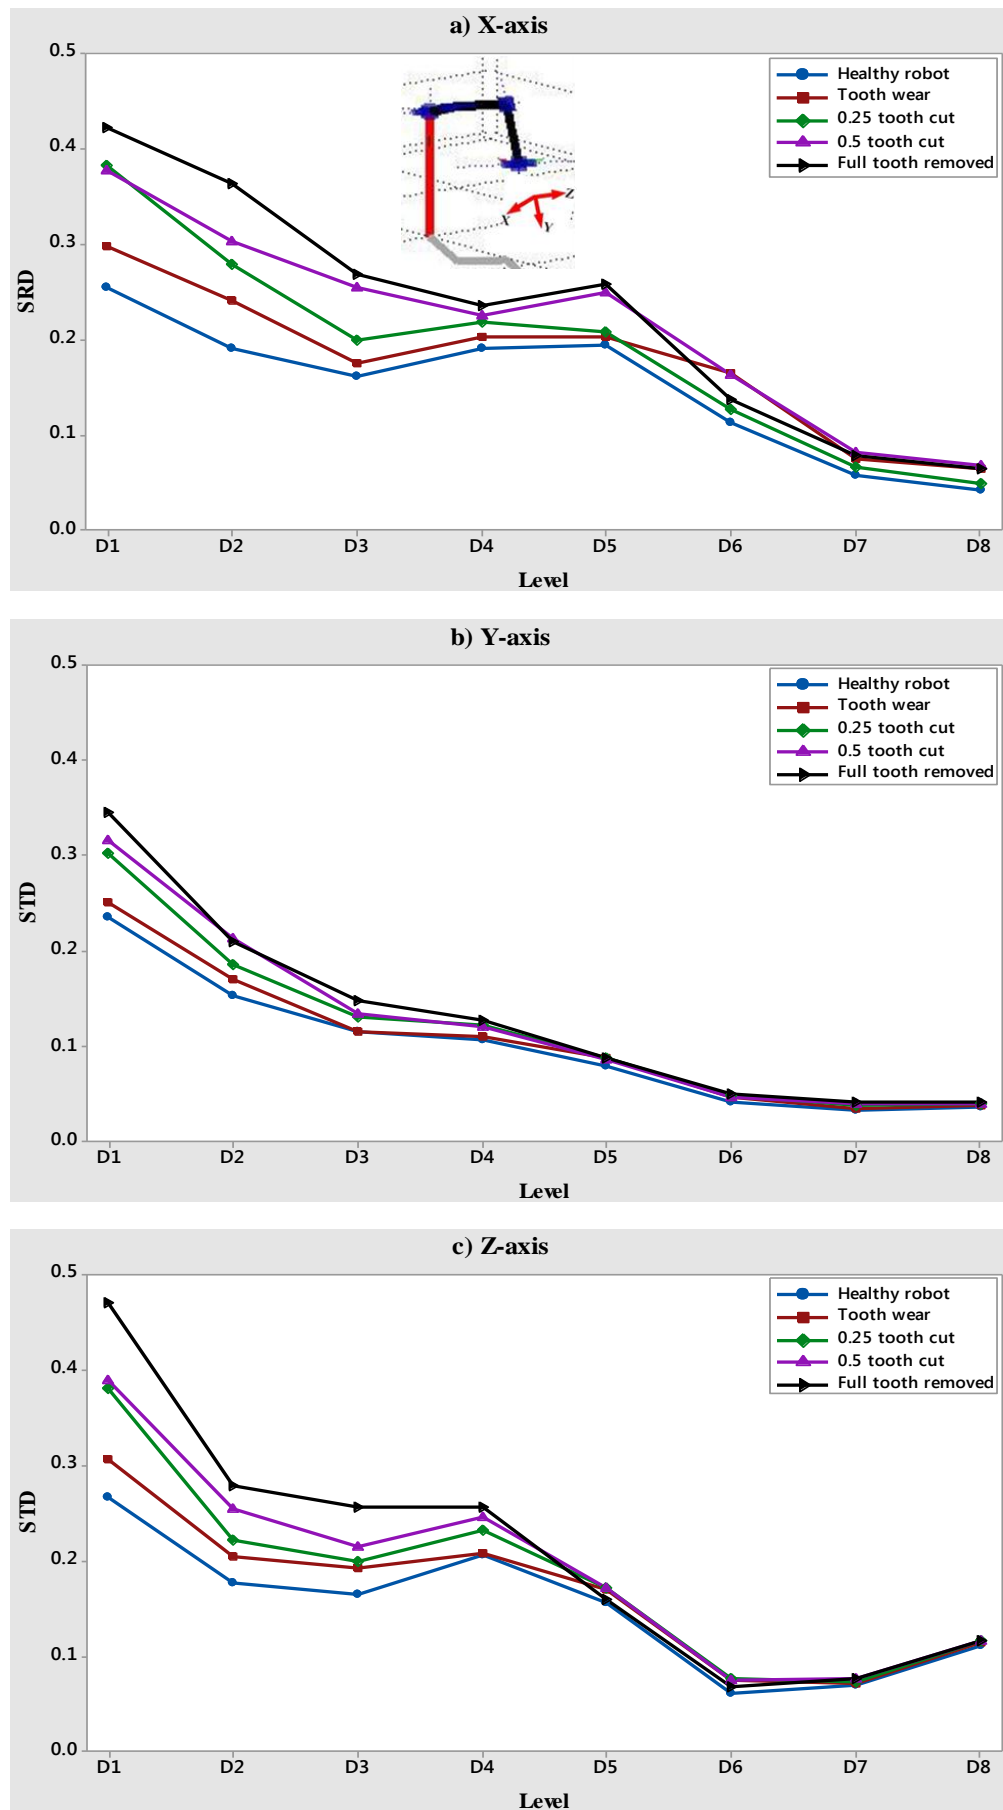 a) X-axis
0.5
0.4
0.3
0.2
0.1
0.0
SRD
Healthy robot
Tooth wear
0.25 tooth cut
0.5 tooth cut
Full tooth removed
Z
X
Y
D1 D2 D3 D4 D5 D6 D7 D8
Level
b) Y-axis
0.5
0.4
0.3
0.2
0.1
0.0
STD
Healthy robot
Tooth wear
0.25 tooth cut
0.5 tooth cut
Full tooth removed
D1 D2 D3 D4 D5 D6 D7 D8
Level
c) Z-axis
0.5
0.4
0.3
0.2
0.1
0.0
STD
Healthy robot
Tooth wear
0.25 tooth cut
0.5 tooth cut
Full tooth removed
D1 D2 D3 D4 D5 D6 D7 D8
Level